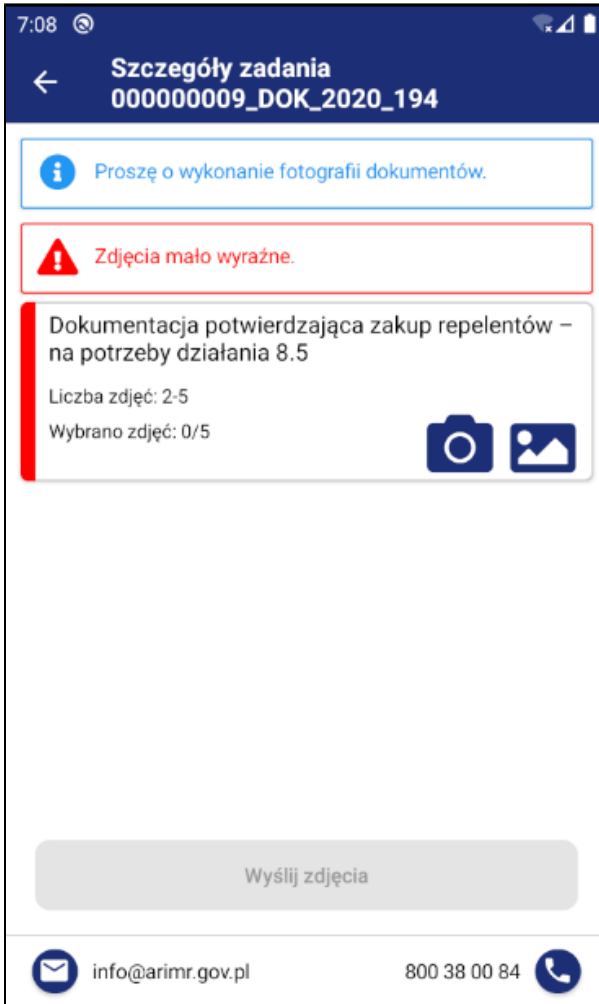 7:08
Szczegóły zadania
000000009_DOK_2020_194
Proszę o wykonanie fotografii dokumentów.
Zdjęcia mało wyraźne.
Dokumentacja potwierdzająca zakup repelentów –
na potrzeby działania 8.5
Liczba zdjęć: 2-5
Wybrano zdjęć: 0/5
Wyślij zdjęcia
info@arimr.gov.pl 800 38 00 84